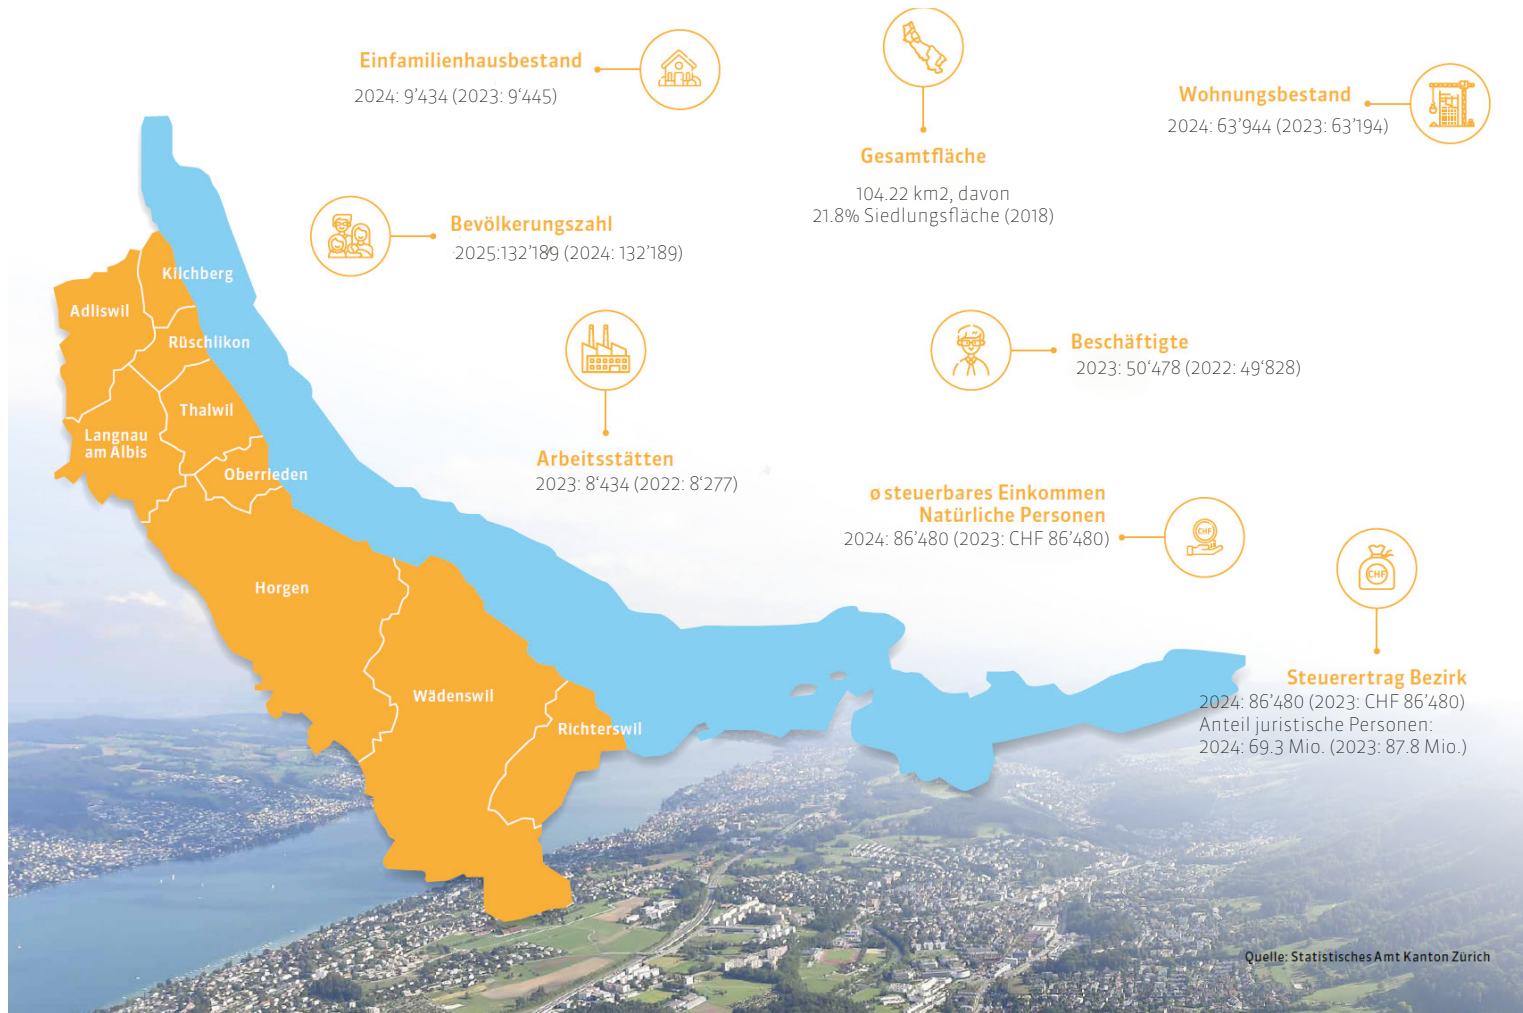 Einfamilienhausbestand
2024: 9’434 (2023: 9‘445)
Gesamtfläche
104.22 km2, davon
21.8% Siedlungsfläche (2018)
Wohnungsbestand
2024: 63’944 (2023: 63’194)
Bevölkerungszahl
2025:132’189 (2024: 132’189)
Arbeitsstätten
2023: 8‘434 (2022: 8‘277)
Beschäftigte
2023: 50‘478 (2022: 49‘828)
ø steuerbares Einkommen
Natürliche Personen
2024: 86’480 (2023: CHF 86’480)
CHF
CHF
Steuerertrag Bezirk
2024: 86’480 (2023: CHF 86’480)
Anteil juristische Personen:
2024: 69.3 Mio. (2023: 87.8 Mio.)
Kilchberg
Adliswil
Rüschlikon
Thalwil
Langnau
am Albis
Oberrieden
Horgen
Wädenswil
Richterswil
Quelle: Statistisches Amt Kanton Zürich